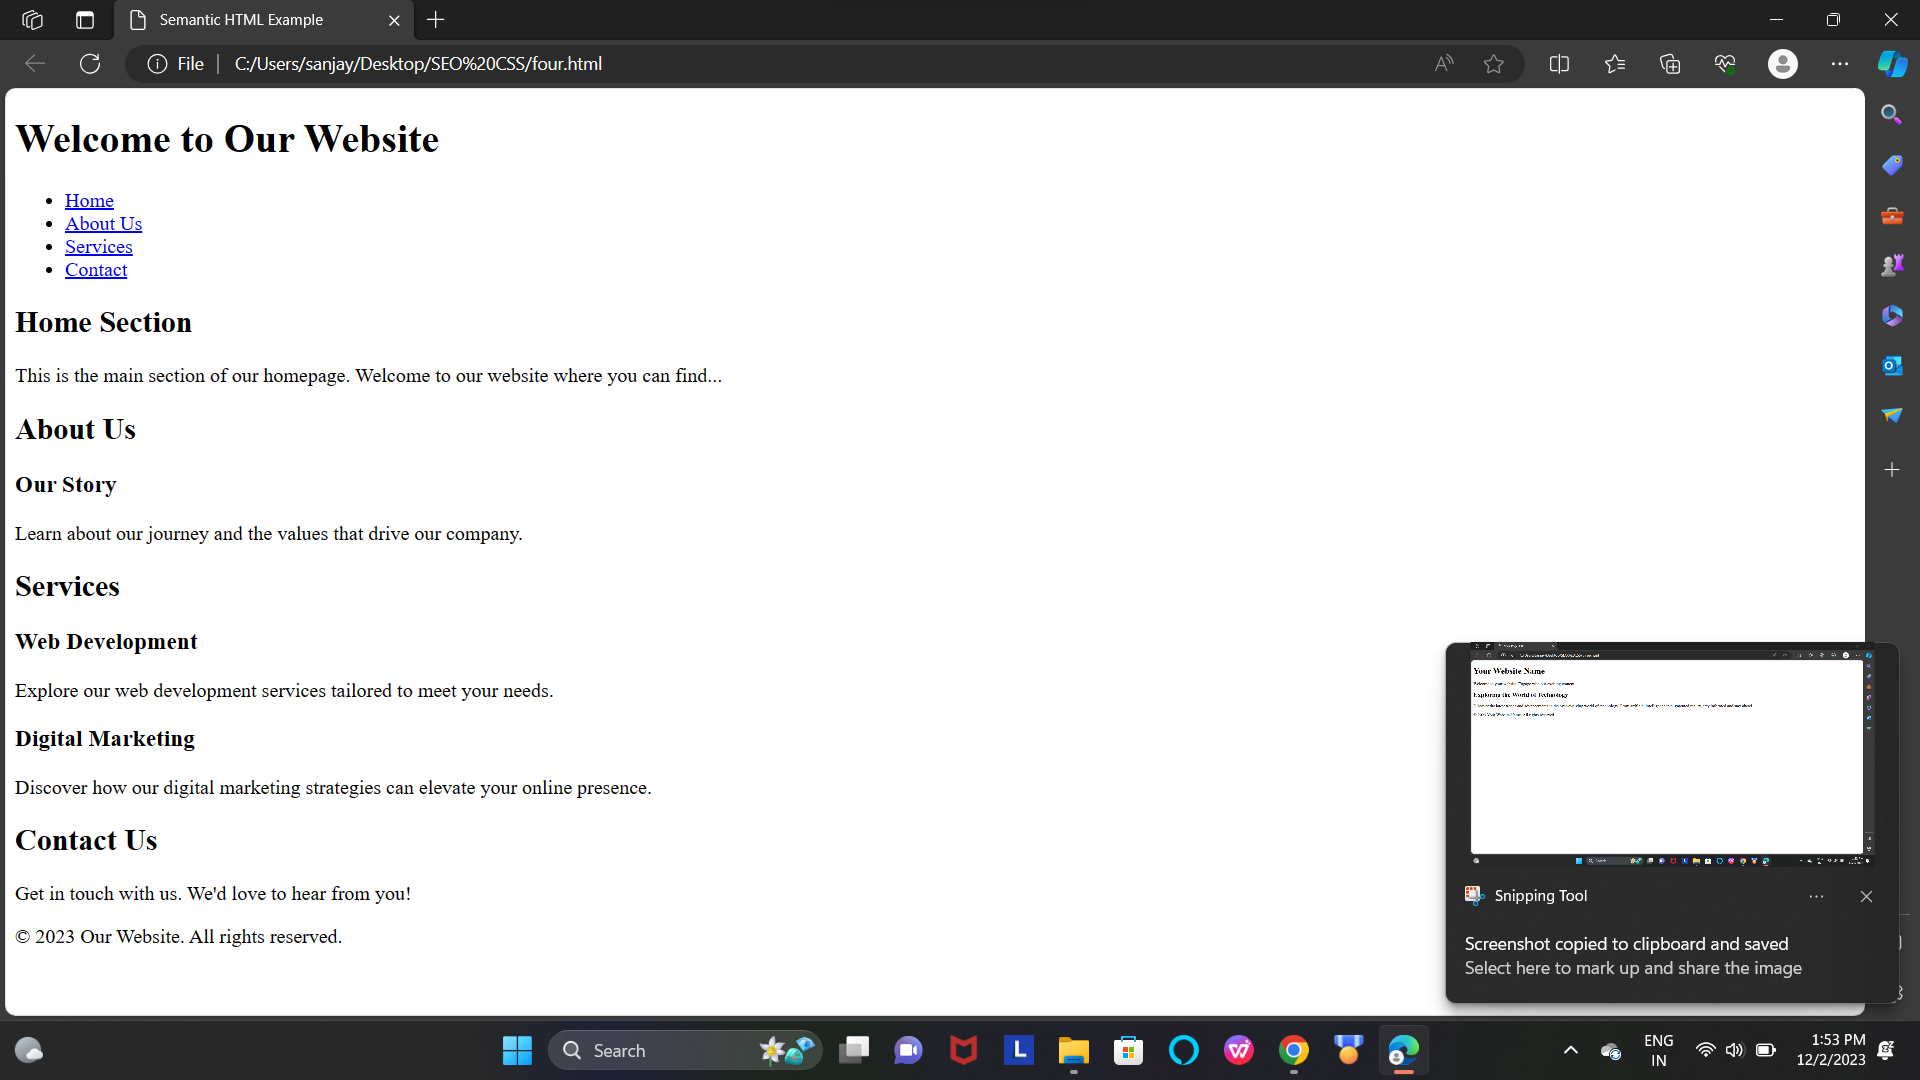 Semantic HTML Example
File
C:/Users/sanjay/Desktop/SEO%20CSS/four.html
Welcome to Our Website
Home
About Us
Services
Contact
Home Section
This is the main section of our homepage. Welcome to our website where you can find...
About Us
Our Story
Learn about our journey and the values that drive our company.
Services
Web Development
Explore our web development services tailored to meet your needs.
Digital Marketing
Discover how our digital marketing strategies can elevate your online presence.
Contact Us
Get in touch with us. We'd love to hear from you!
© 2023 Our Website. All rights reserved.
Your Website Name
Exploring the World of Technology
Snipping Tool
Screenshot copied to clipboard and saved
Select here to mark up and share the image
Search
ENG
IN
1:53 PM
12/2/2023